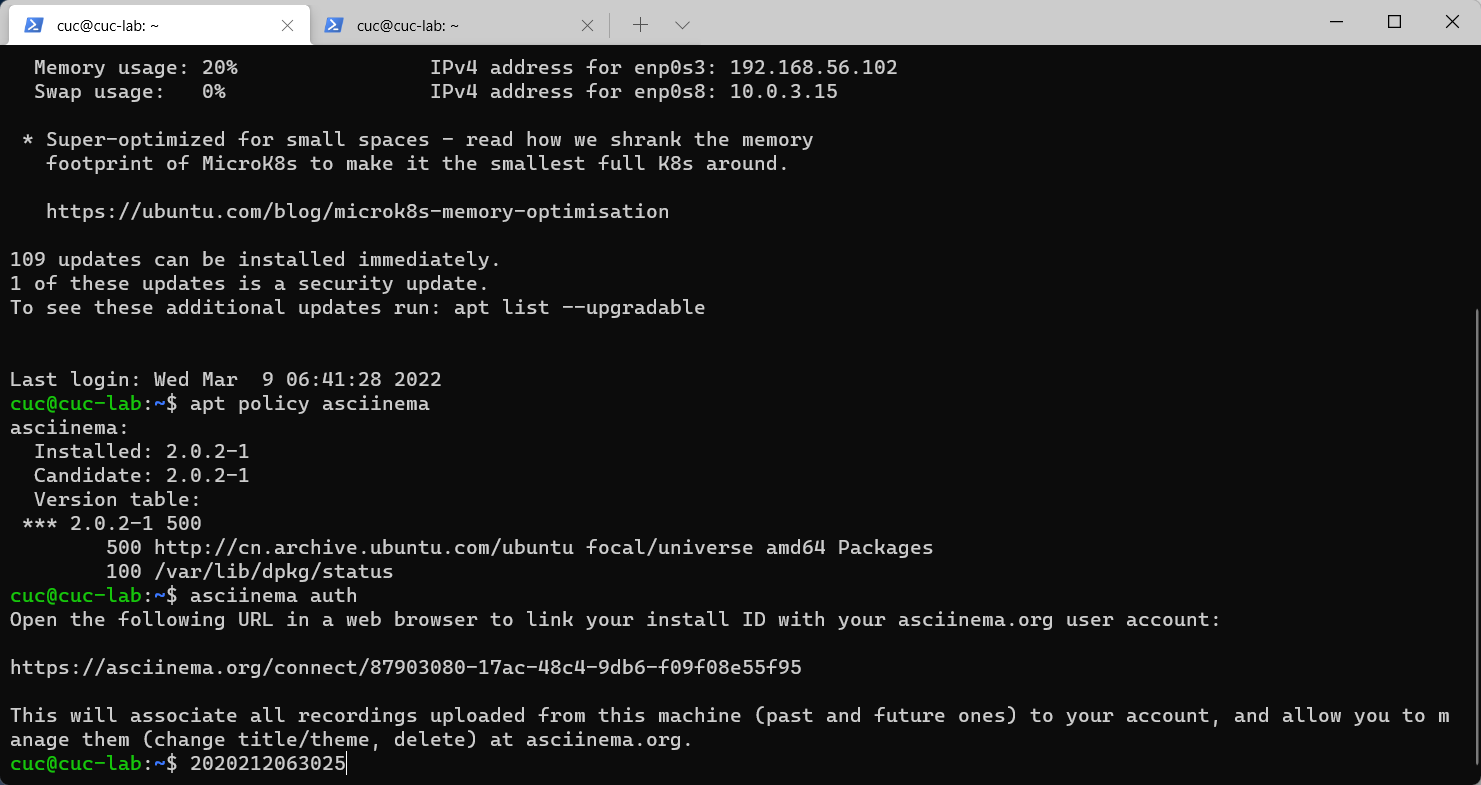 cuc@cuc-lab: ~
cuc@cuc-lab: ~
Memory usage: 20% IPv4 address for enp0s3: 192.168.56.102
Swap usage: 0% IPv4 address for enp0s8: 10.0.3.15
* Super-optimized for small spaces - read how we shrank the memory
footprint of MicroK8s to make it the smallest full K8s around.
https://ubuntu.com/blog/microk8s-memory-optimisation
109 updates can be installed immediately.
1 of these updates is a security update.
To see these additional updates run: apt list --upgradable
Last login: Wed Mar  9 06:41:28 2022
cuc@cuc-lab:~$ apt policy asciinema
asciinema:
Installed: 2.0.2-1
Candidate: 2.0.2-1
Version table:
*** 2.0.2-1 500
500 http://cn.archive.ubuntu.com/ubuntu focal/universe amd64 Packages
100 /var/lib/dpkg/status
cuc@cuc-lab:~$ asciinema auth
Open the following URL in a web browser to link your install ID with your asciinema.org user account:
https://asciinema.org/connect/87903080-17ac-48c4-9db6-f09f08e55f95
This will associate all recordings uploaded from this machine (past and future ones) to your account, and allow you to m
anage them (change title/theme, delete) at asciinema.org.
cuc@cuc-lab:~$ 2020212063025